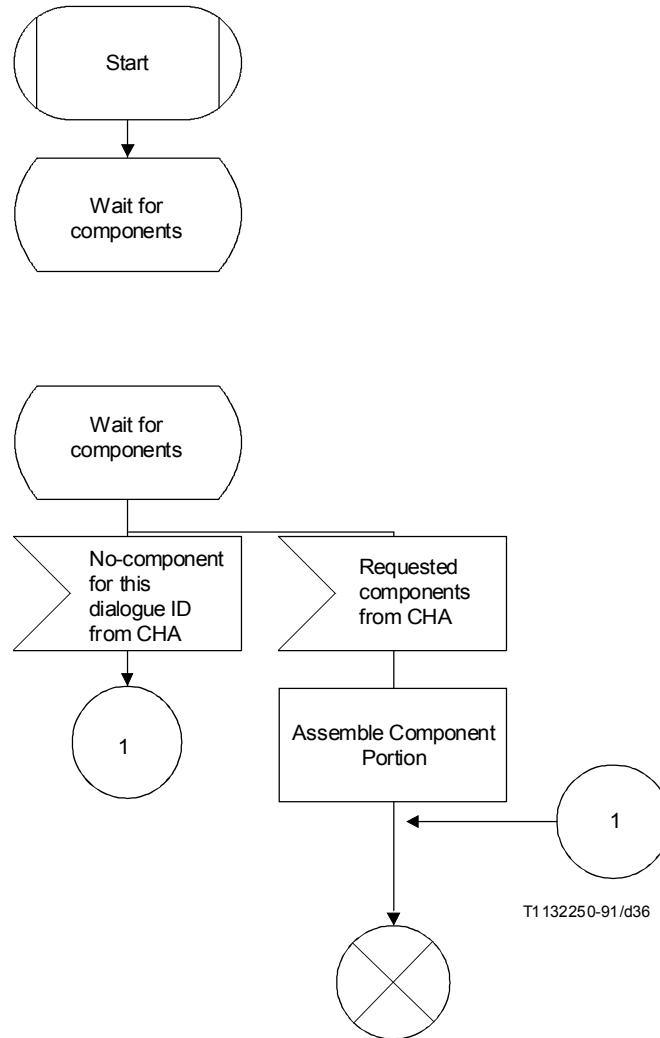 Start
Wait for
components
Wait for
components
No-component
for this
dialogue ID
from CHA
Requested
components
from CHA
1
Assemble Component
Portion
1
T1132250-91/d36